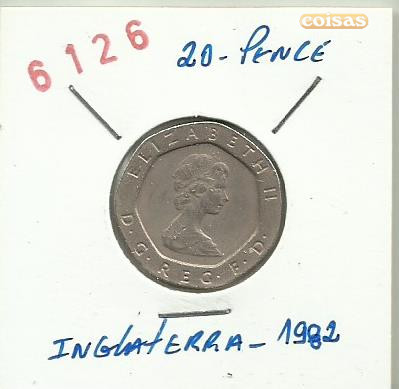 coisas
6126
20-PENCE
ELIZABETH II
D.G.REG.F.D.
INGLATERRA-1982